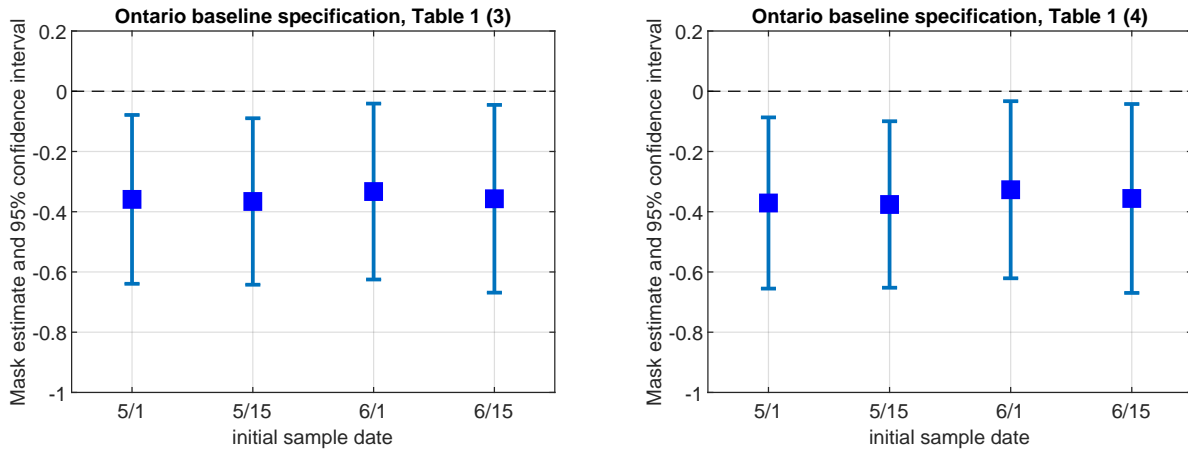 Ontario baseline specification, Table 1 (3)
Mask estimate and 95% confidence interval
0.2
0
-0.2
-0.4
-0.6
-0.8
-1
5/1 5/15 6/1 6/15
initial sample date
Ontario baseline specification, Table 1 (4)
Mask estimate and 95% confidence interval
0.2
0
-0.2
-0.4
-0.6
-0.8
-1
5/1 5/15 6/1 6/15
initial sample date